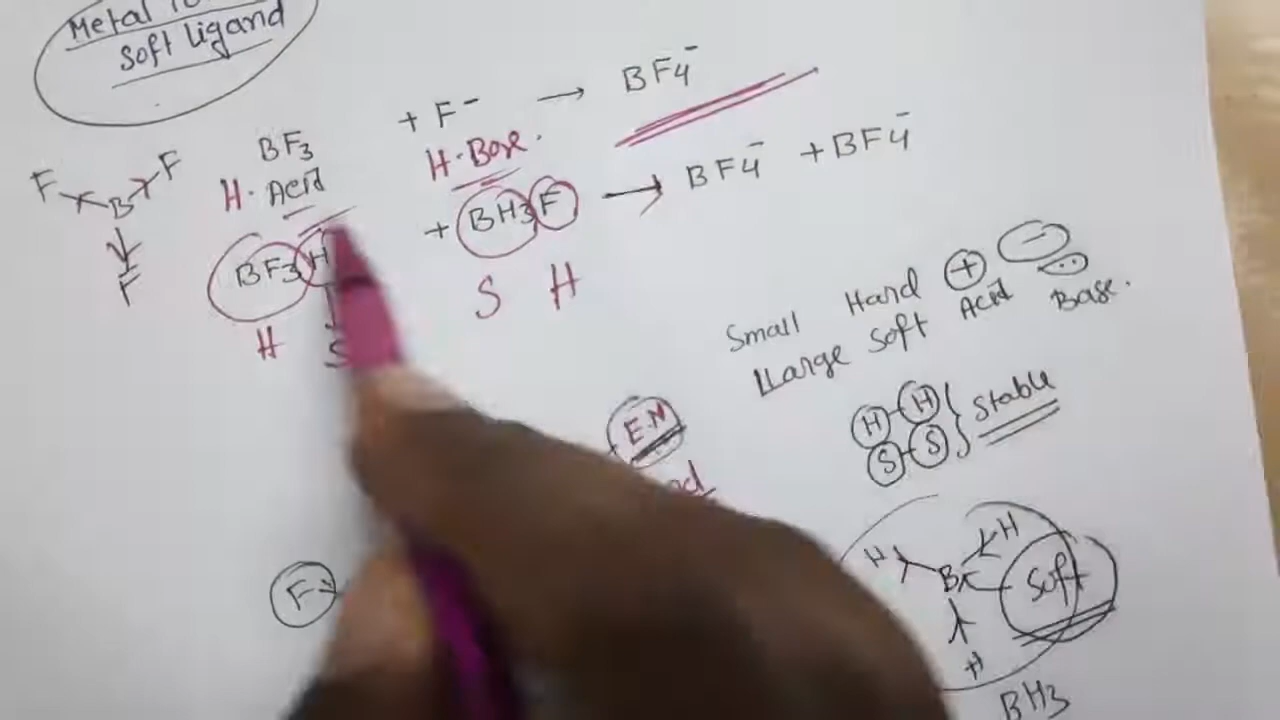 Metal
Soft ligand
BF3 + F⁻ → BF4⁻
H. Acid H. Base.
F B F
F
BF3 H + BH3 F → BF4⁻ + BF4⁻
H S S H
Small Hard + Acid −
Large Soft Base.
H-H
S-S } Stable
E.N
F
H B H
H
Soft
BH3